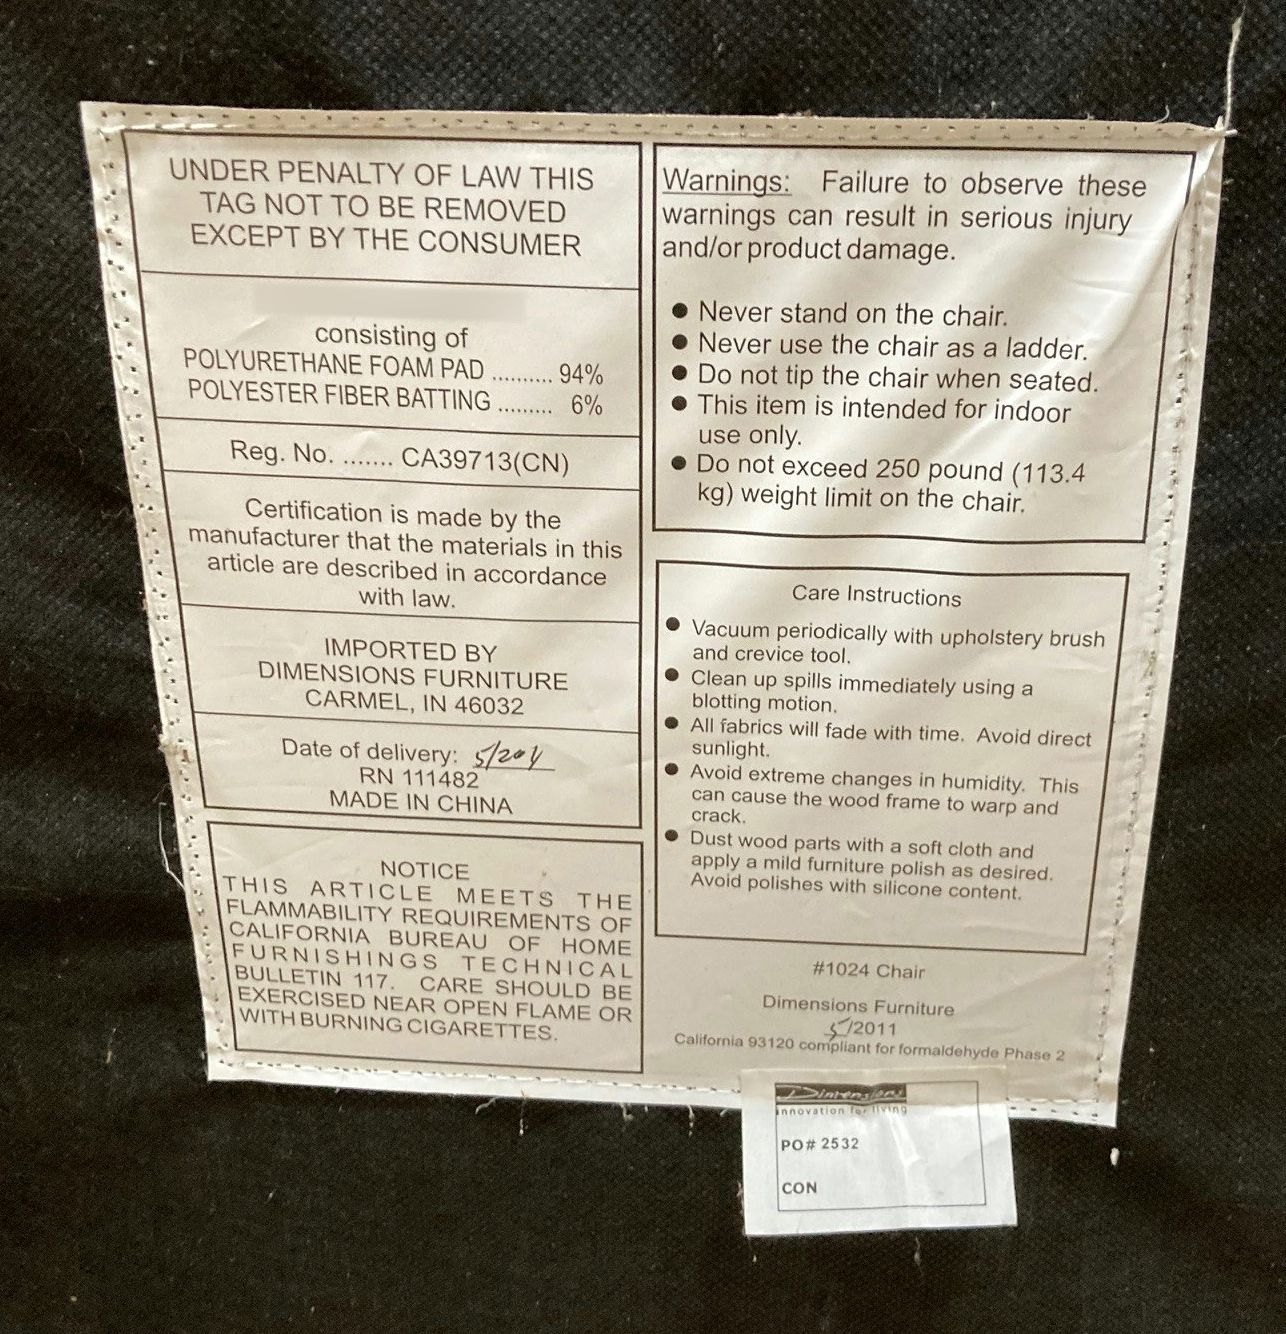 UNDER PENALTY OF LAW THIS
TAG NOT TO BE REMOVED
EXCEPT BY THE CONSUMER
consisting of
POLYURETHANE FOAM PAD .......... 94%
POLYESTER FIBER BATTING ......... 6%
Reg. No. ....... CA39713(CN)
Certification is made by the
manufacturer that the materials in this
article are described in accordance
with law.
IMPORTED BY
DIMENSIONS FURNITURE
CARMEL, IN 46032
Date of delivery:
RN 111482
MADE IN CHINA
NOTICE
THIS ARTICLE MEETS THE
FLAMMABILITY REQUIREMENTS OF
CALIFORNIA BUREAU OF HOME
FURNISHINGS TECHNICAL
BULLETIN 117. CARE SHOULD BE
EXERCISED NEAR OPEN FLAME OR
WITH BURNING CIGARETTES.
Warnings: Failure to observe these
warnings can result in serious injury
and/or product damage.
● Never stand on the chair.
● Never use the chair as a ladder.
● Do not tip the chair when seated.
● This item is intended for indoor
use only.
● Do not exceed 250 pound (113.4
kg) weight limit on the chair.
Care Instructions
● Vacuum periodically with upholstery brush
and crevice tool.
● Clean up spills immediately using a
blotting motion.
● All fabrics will fade with time. Avoid direct
sunlight.
● Avoid extreme changes in humidity. This
can cause the wood frame to warp and
crack.
● Dust wood parts with a soft cloth and
apply a mild furniture polish as desired.
Avoid polishes with silicone content.
#1024 Chair
Dimensions Furniture
5/2011
California 93120 compliant for formaldehyde Phase 2
Dimensions
innovation for living
PO# 2532
CON